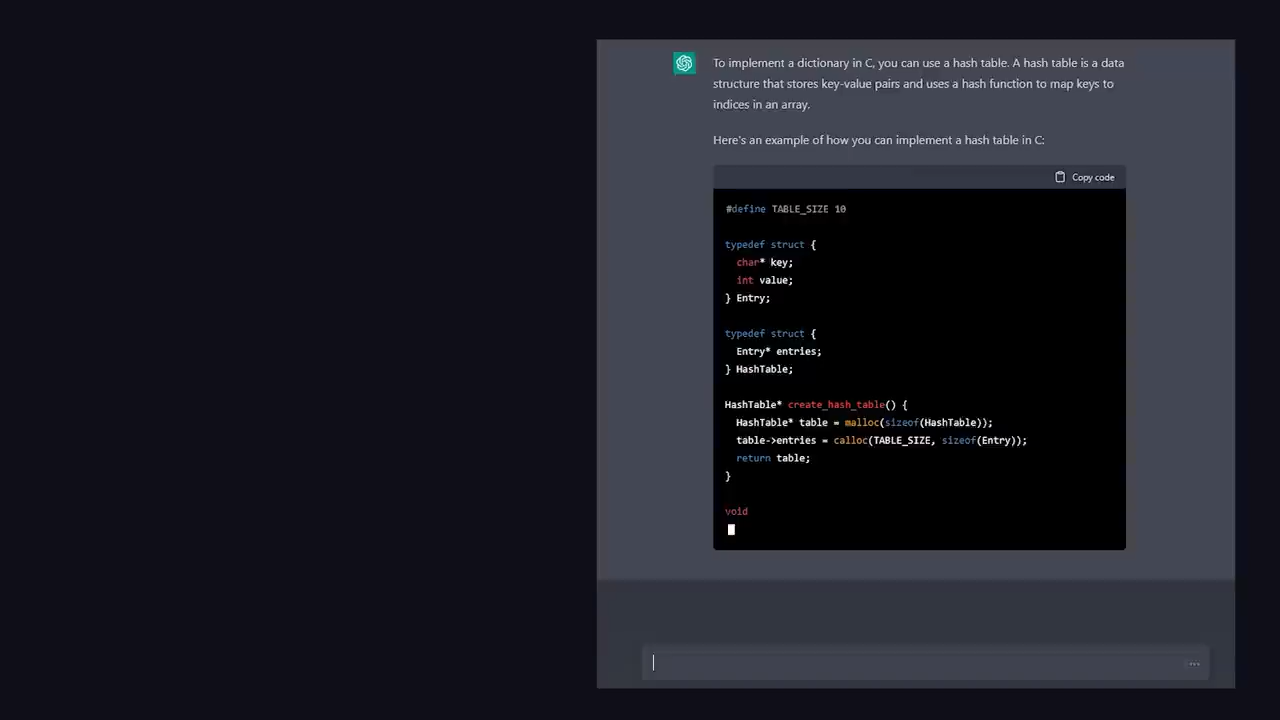 To implement a dictionary in C, you can use a hash table. A hash table is a data
structure that stores key-value pairs and uses a hash function to map keys to
indices in an array.
Here's an example of how you can implement a hash table in C:
Copy code
#define TABLE_SIZE 10
typedef struct {
  char* key;
  int value;
} Entry;
typedef struct {
  Entry* entries;
} HashTable;
HashTable* create_hash_table() {
  HashTable* table = malloc(sizeof(HashTable));
  table->entries = calloc(TABLE_SIZE, sizeof(Entry));
  return table;
}
void